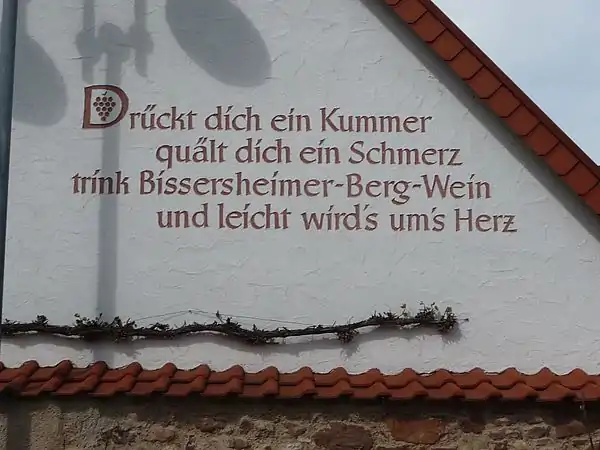 Drückt dich ein Kummer
quält dich ein Schmerz
trink Bissersheimer-Berg-Wein
und leicht wird's um's Herz